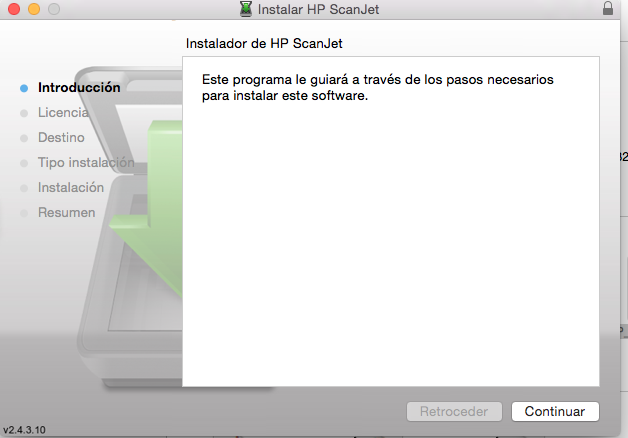 Instalar HP ScanJet
Instalador de HP ScanJet
Introducción
Licencia
Destino
Tipo instalación
Instalación
Resumen
Este programa le guiará a través de los pasos necesarios
para instalar este software.
32
Retroceder
Continuar
v2.4.3.10